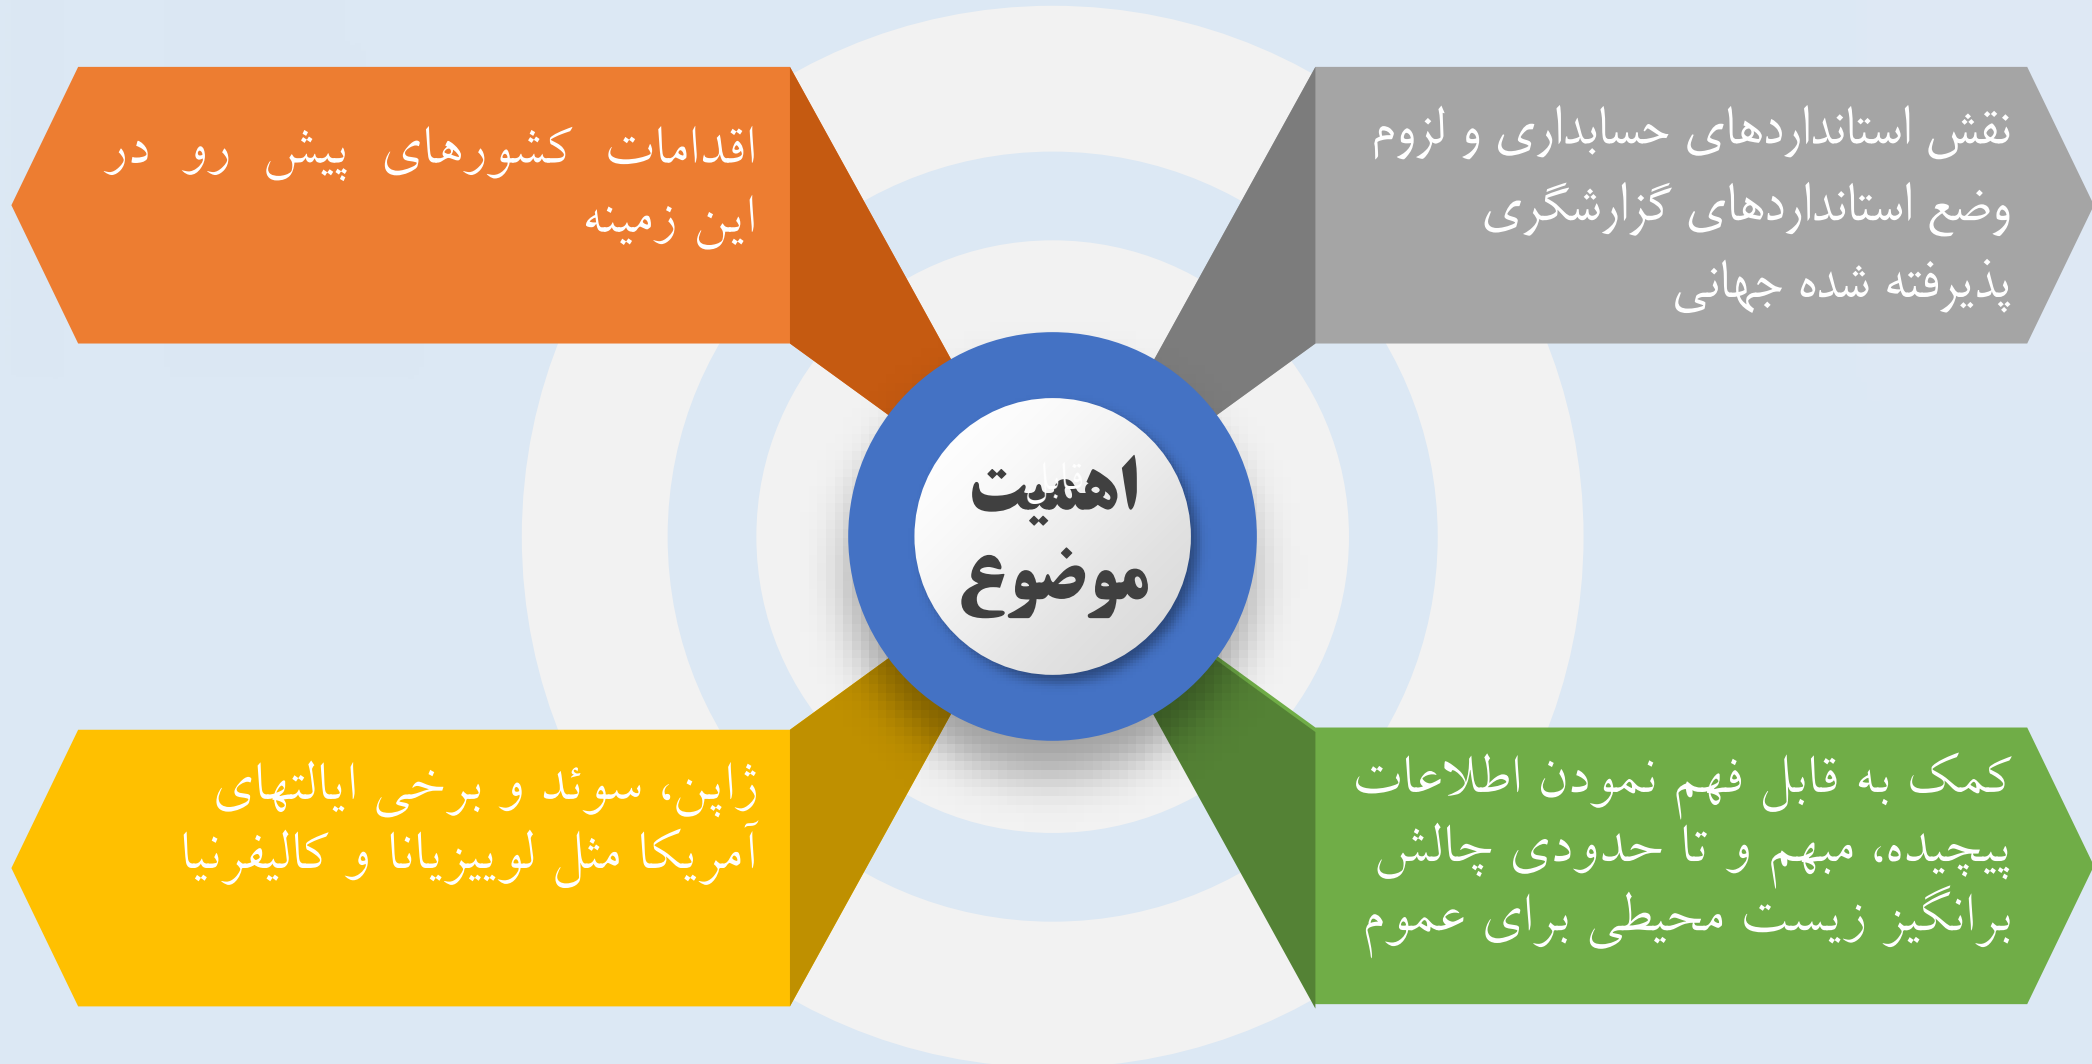 نقش استانداردهای حسابداری و لزوم
وضع استانداردهای گزارشگری
پذیرفته شده جهانی
اقدامات کشورهای پیش رو در
این زمینه
اهمیت
موضوع
قابل
کمک به قابل فهم نمودن اطلاعات
پیچیده، مبهم و تا حدودی چالش
برانگیز زیست محیطی برای عموم
ژاپن، سوئد و برخی ایالتهای
آمریکا مثل لوییزیانا و کالیفرنیا